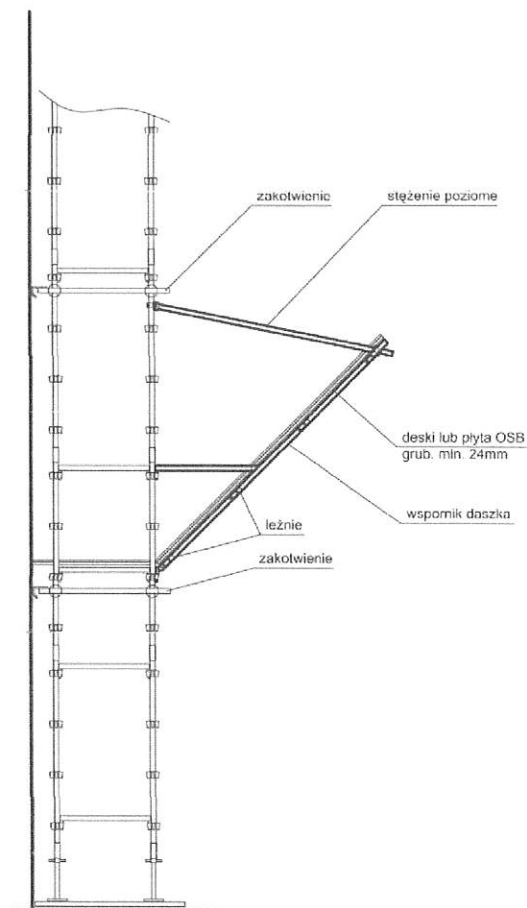 zakotwienie
stężenie poziome
deski lub płyta OSB
grub. min. 24mm
wspornik daszka
leżnie
zakotwienie